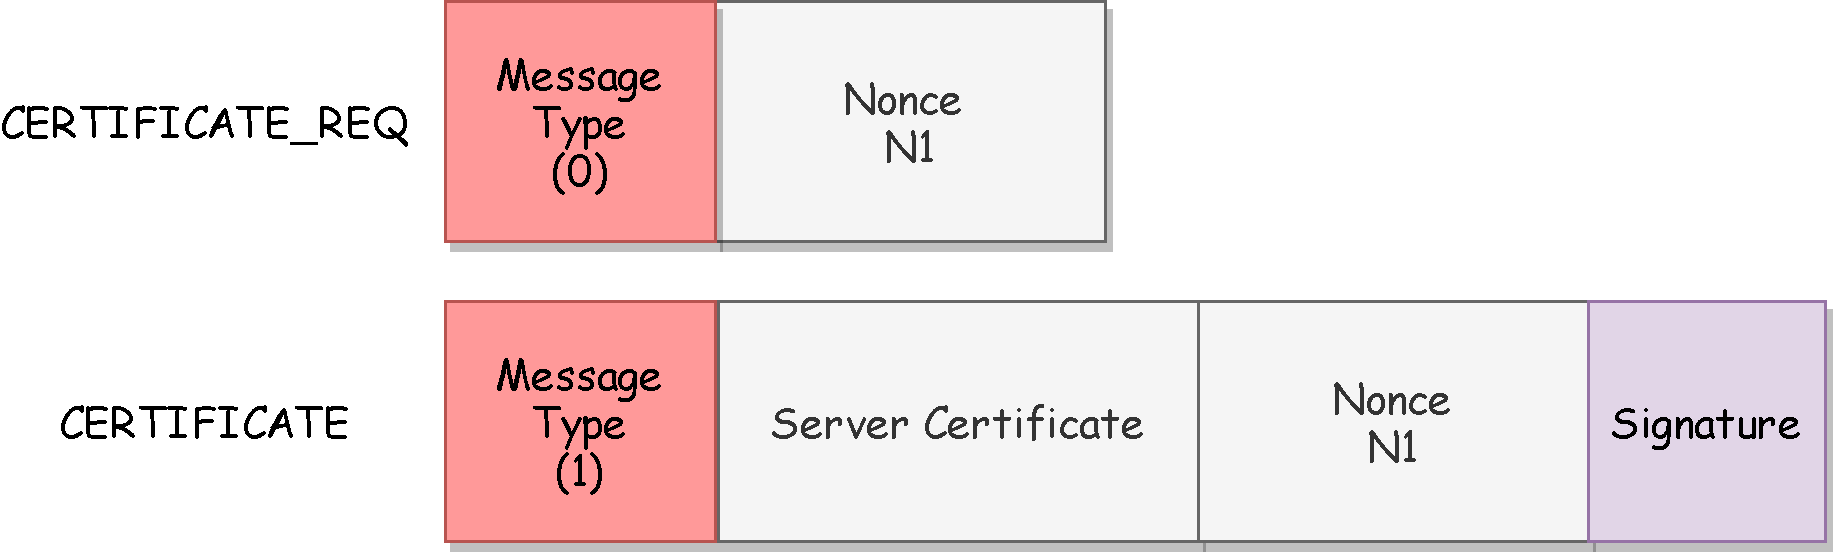 CERTIFICATE_REQ
Message
Type
(0)
Nonce
N1
CERTIFICATE
Message
Type
(1)
Server Certificate
Nonce
N1
Signature